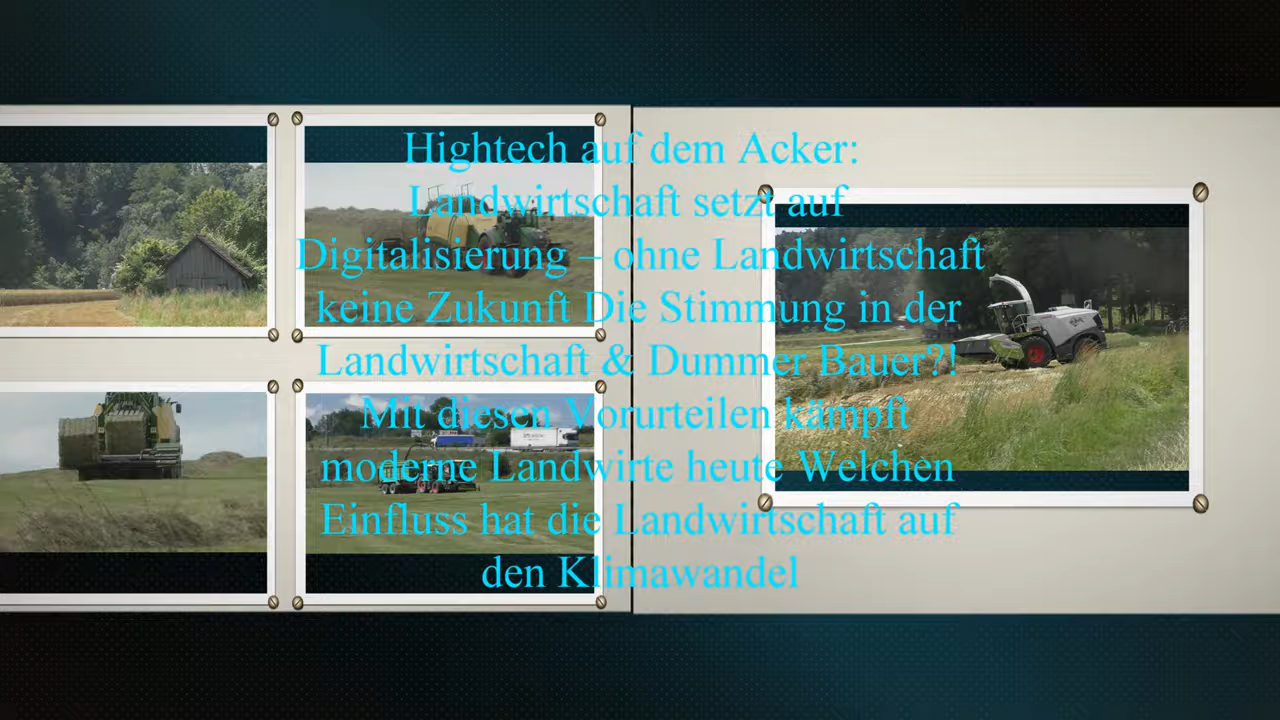 Hightech auf dem Acker:
Landwirtschaft setzt auf
Digitalisierung – ohne Landwirtschaft
keine Zukunft Die Stimmung in der
Landwirtschaft & Dummer Bauer?!
Mit diesen Vorurteilen kämpft
moderne Landwirte heute Welchen
Einfluss hat die Landwirtschaft auf
den Klimawandel